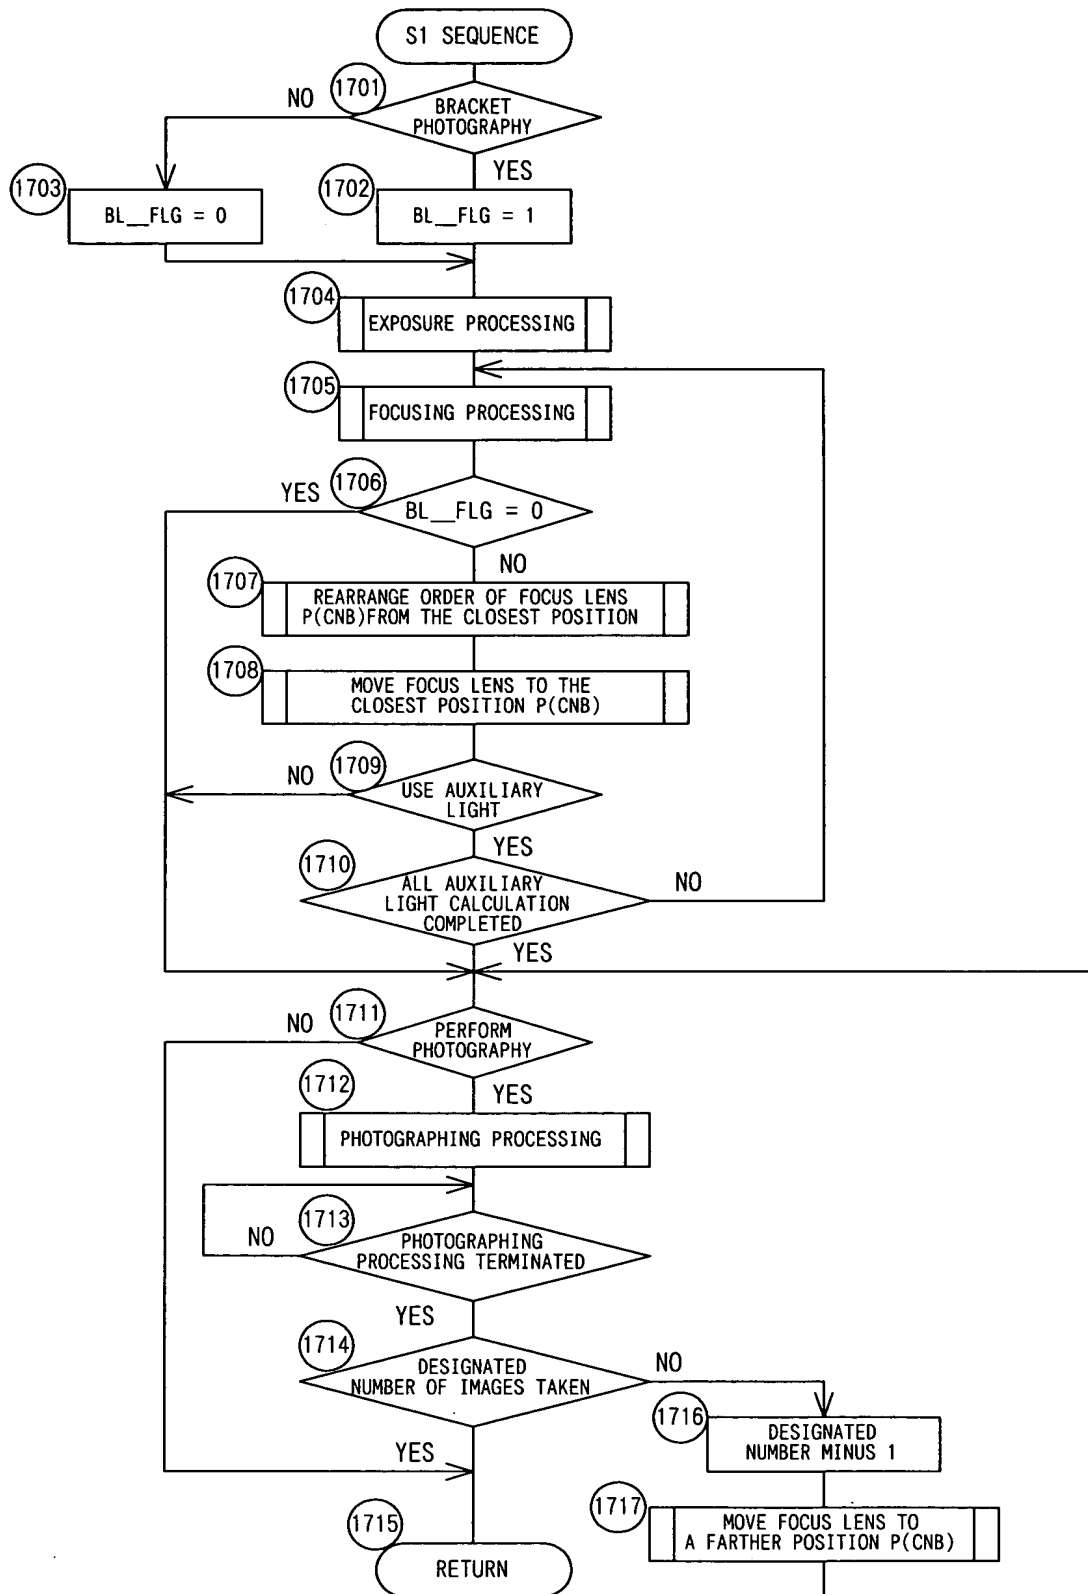 S1 SEQUENCE
1701
NO
BRACKET
PHOTOGRAPHY
YES
1703
BL__FLG = 0
1702
BL__FLG = 1
1704
EXPOSURE PROCESSING
1705
FOCUSING PROCESSING
1706
YES
BL__FLG = 0
NO
1707
REARRANGE ORDER OF FOCUS LENS
P(CNB)FROM THE CLOSEST POSITION
1708
MOVE FOCUS LENS TO THE
CLOSEST POSITION P(CNB)
1709
NO
USE AUXILIARY
LIGHT
YES
1710
ALL AUXILIARY
LIGHT CALCULATION
COMPLETED
NO
YES
1711
NO
PERFORM
PHOTOGRAPHY
YES
1712
PHOTOGRAPHING PROCESSING
1713
NO
PHOTOGRAPHING
PROCESSING TERMINATED
YES
1714
DESIGNATED
NUMBER OF IMAGES TAKEN
NO
YES
1716
DESIGNATED
NUMBER MINUS 1
1717
MOVE FOCUS LENS TO
A FARTHER POSITION P(CNB)
1715
RETURN